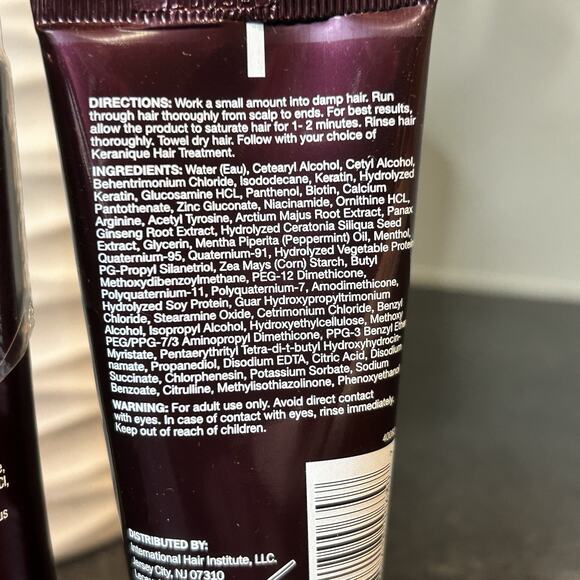 DIRECTIONS: Work a small amount into damp hair. Run
through hair thoroughly from scalp to ends. For best results,
allow the product to saturate hair for 1- 2 minutes. Rinse hair
thoroughly. Towel dry hair. Follow with your choice of
Keranique Hair Treatment.
INGREDIENTS: Water (Eau), Cetearyl Alcohol, Cetyl Alcohol,
Behentrimonium Chloride, Isododecane, Keratin, Hydrolyzed
Keratin, Glucosamine HCL, Panthenol, Biotin, Calcium
Pantothenate, Zinc Gluconate, Niacinamide, Ornithine HCL,
Arginine, Acetyl Tyrosine, Arctium Majus Root Extract, Panax
Ginseng Root Extract, Hydrolyzed Ceratonia Siliqua Seed
Extract, Glycerin, Mentha Piperita (Peppermint) Oil, Menthol,
Quaternium-95, Quaternium-91, Hydrolyzed Vegetable Protein
PG-Propyl Silanetriol, Zea Mays (Corn) Starch, Butyl
Methoxydibenzoylmethane, PEG-12 Dimethicone,
Polyquaternium-11, Polyquaternium-7, Amodimethicone,
Hydrolyzed Soy Protein, Guar Hydroxypropyltrimonium
Chloride, Stearamine Oxide, Cetrimonium Chloride, Benzyl
Alcohol, Isopropyl Alcohol, Hydroxyethylcellulose, Methoxy
PEG/PPG-7/3 Aminopropyl Dimethicone, PPG-3 Benzyl Ether
Myristate, Pentaerythrityl Tetra-di-t-butyl Hydroxyhydrocin-
namate, Propanediol, Disodium EDTA, Citric Acid, Disodium
Succinate, Chlorphenesin, Potassium Sorbate, Sodium
Benzoate, Citrulline, Methylisothiazolinone, Phenoxyethanol
WARNING: For adult use only. Avoid direct contact
with eyes. In case of contact with eyes, rinse immediately.
Keep out of reach of children.
DISTRIBUTED BY:
International Hair Institute, LLC.
Jersey City, NJ 07310